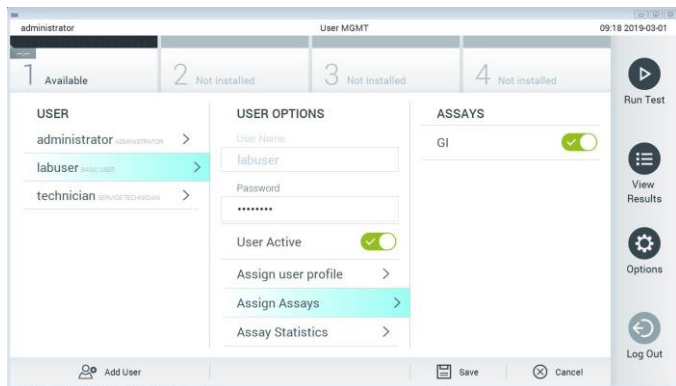 administrator User MGMT 09:18 2019-03-01
1 Available 2 Not installed 3 Not installed 4 Not installed
Run Test
USER USER OPTIONS ASSAYS
administrator ADMINISTRATOR User Name GI
labuser BASIC USER labuser
technician SERVICE TECHNICIAN Password
View
Results
••••••••
User Active
Assign user profile
Options
Assign Assays
Assay Statistics
Log Out
Add User Save Cancel